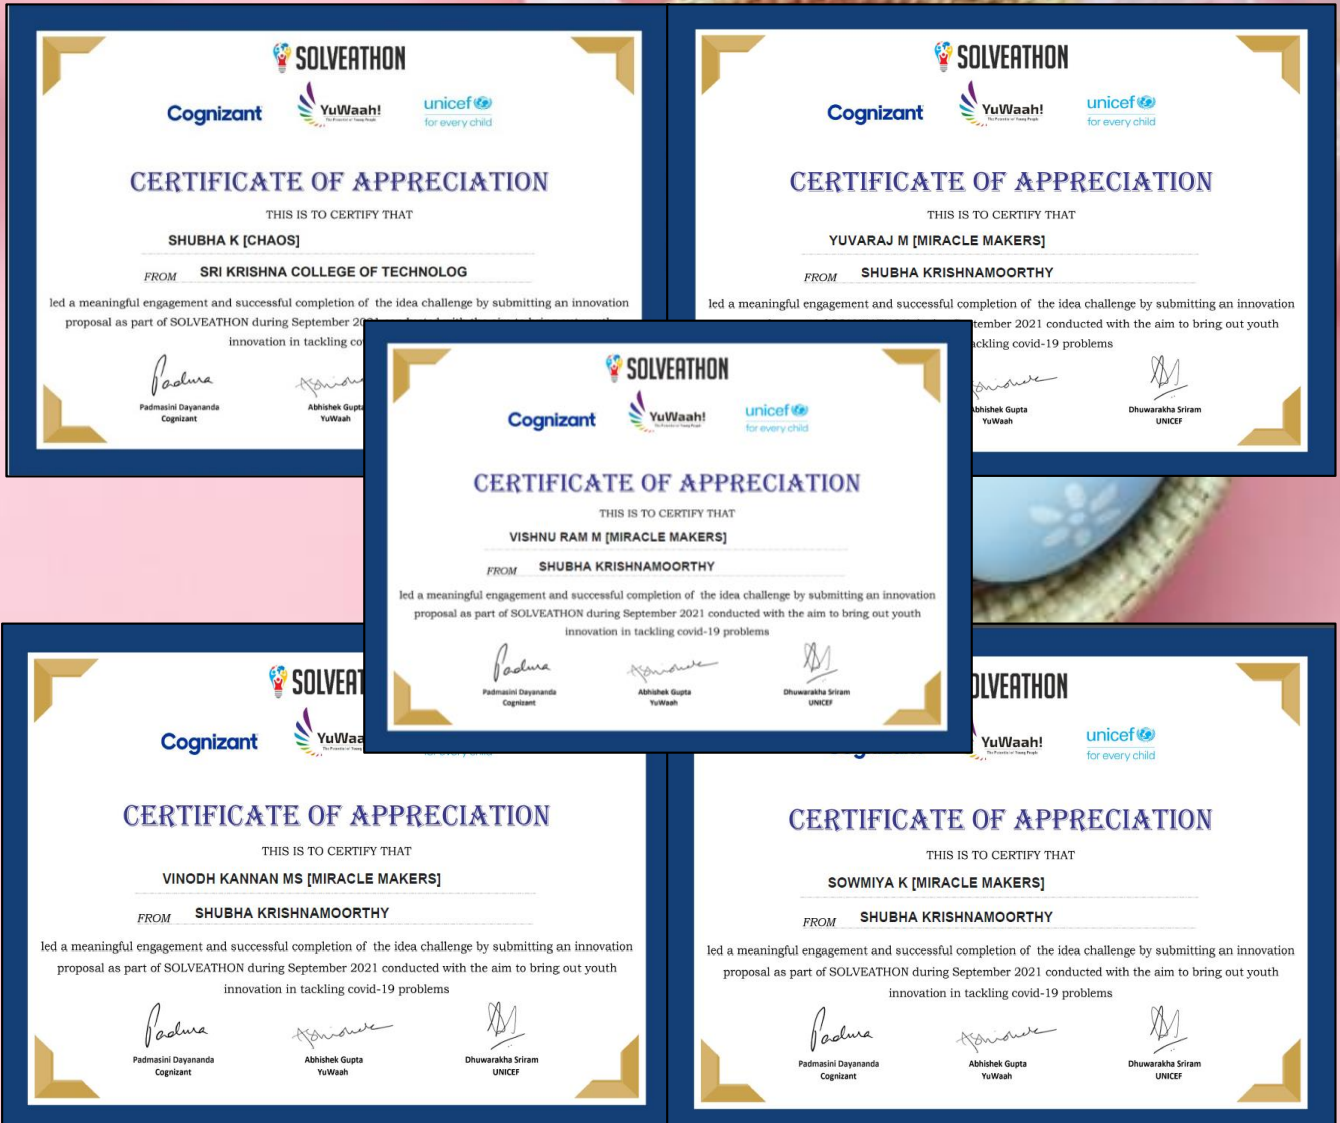 SOLVEATHON
Cognizant
YuWaah!
unicef
for every child
CERTIFICATE OF APPRECIATION
THIS IS TO CERTIFY THAT
SHUBHA K [CHAOS]
FROM SRI KRISHNA COLLEGE OF TECHNOLOG
led a meaningful engagement and successful completion of the idea challenge by submitting an innovation
proposal as part of SOLVEATHON during September
innovation in tackling
Padmasini Dayananda
Cognizant
Abhishek Gupta
YuWaah
SOLVEATHON
Cognizant
YuWaah!
unicef
for every child
CERTIFICATE OF APPRECIATION
THIS IS TO CERTIFY THAT
YUVARAJ M [MIRACLE MAKERS]
FROM SHUBHA KRISHNAMOORTHY
led a meaningful engagement and successful completion of the idea challenge by submitting an innovation
2021 conducted with the aim to bring out youth
covid-19 problems
Abhishek Gupta
YuWaah
Dhuwarakha Sriram
UNICEF
SOLVEATHON
Cognizant
YuWaah!
unicef
for every child
CERTIFICATE OF APPRECIATION
THIS IS TO CERTIFY THAT
VISHNU RAM M [MIRACLE MAKERS]
FROM SHUBHA KRISHNAMOORTHY
led a meaningful engagement and successful completion of the idea challenge by submitting an innovation
proposal as part of SOLVEATHON during September 2021 conducted with the aim to bring out youth
innovation in tackling covid-19 problems
Padmasini Dayananda
Cognizant
Abhishek Gupta
YuWaah
Dhuwarakha Sriram
UNICEF
Cognizant
CERTIFICATE OF APPRECIATION
THIS IS TO CERTIFY THAT
VINODH KANNAN MS [MIRACLE MAKERS]
FROM SHUBHA KRISHNAMOORTHY
led a meaningful engagement and successful completion of the idea challenge by submitting an innovation
proposal as part of SOLVEATHON during September 2021 conducted with the aim to bring out youth
innovation in tackling covid-19 problems
Padmasini Dayananda
Cognizant
Abhishek Gupta
YuWaah
Dhuwarakha Sriram
UNICEF
YuWaah!
unicef
for every child
CERTIFICATE OF APPRECIATION
THIS IS TO CERTIFY THAT
SOWMIYA K [MIRACLE MAKERS]
FROM SHUBHA KRISHNAMOORTHY
led a meaningful engagement and successful completion of the idea challenge by submitting an innovation
proposal as part of SOLVEATHON during September 2021 conducted with the aim to bring out youth
innovation in tackling covid-19 problems
Padmasini Dayananda
Cognizant
Abhishek Gupta
YuWaah
Dhuwarakha Sriram
UNICEF